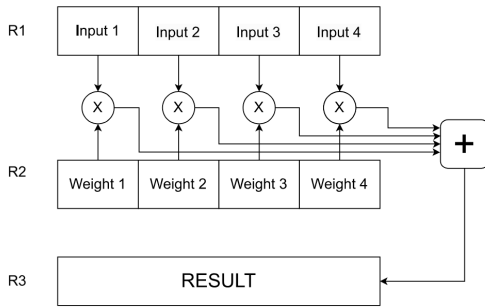 R1 Input 1 Input 2 Input 3 Input 4
X X X X
+
R2 Weight 1 Weight 2 Weight 3 Weight 4
R3 RESULT